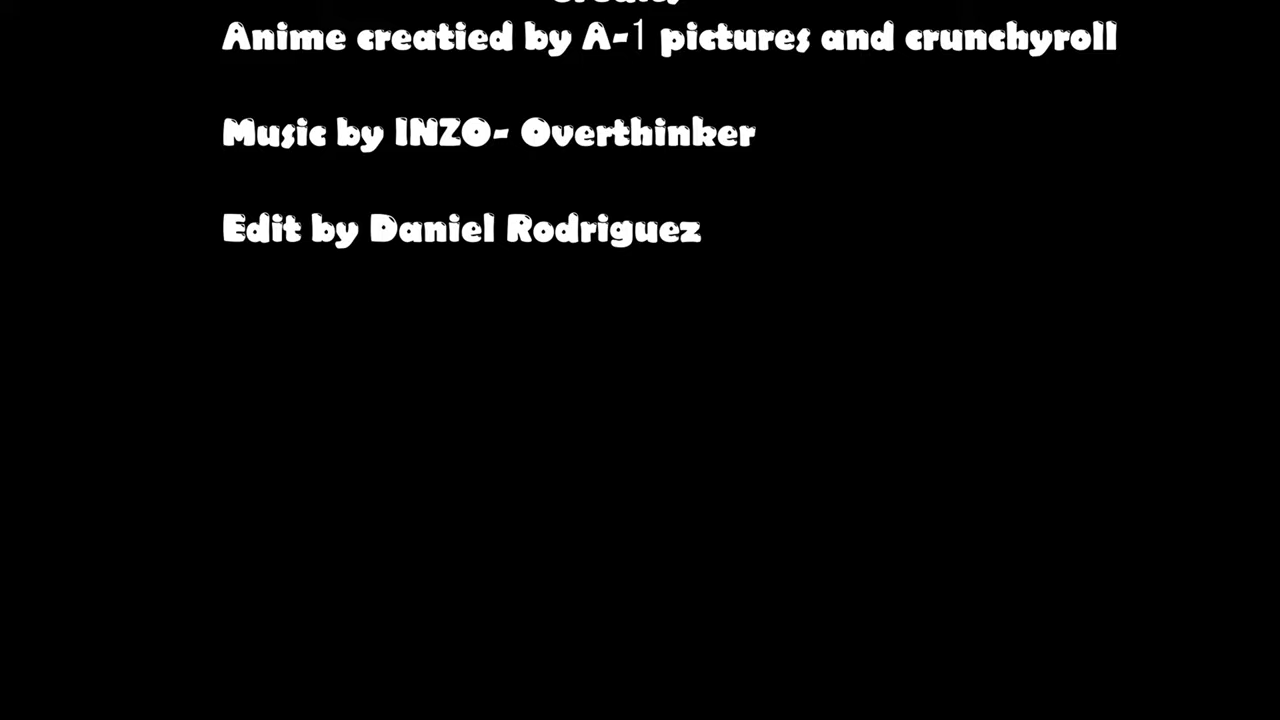 Anime creatied by A-1 pictures and crunchyroll
Music by INZO- Overthinker
Edit by Daniel Rodriguez